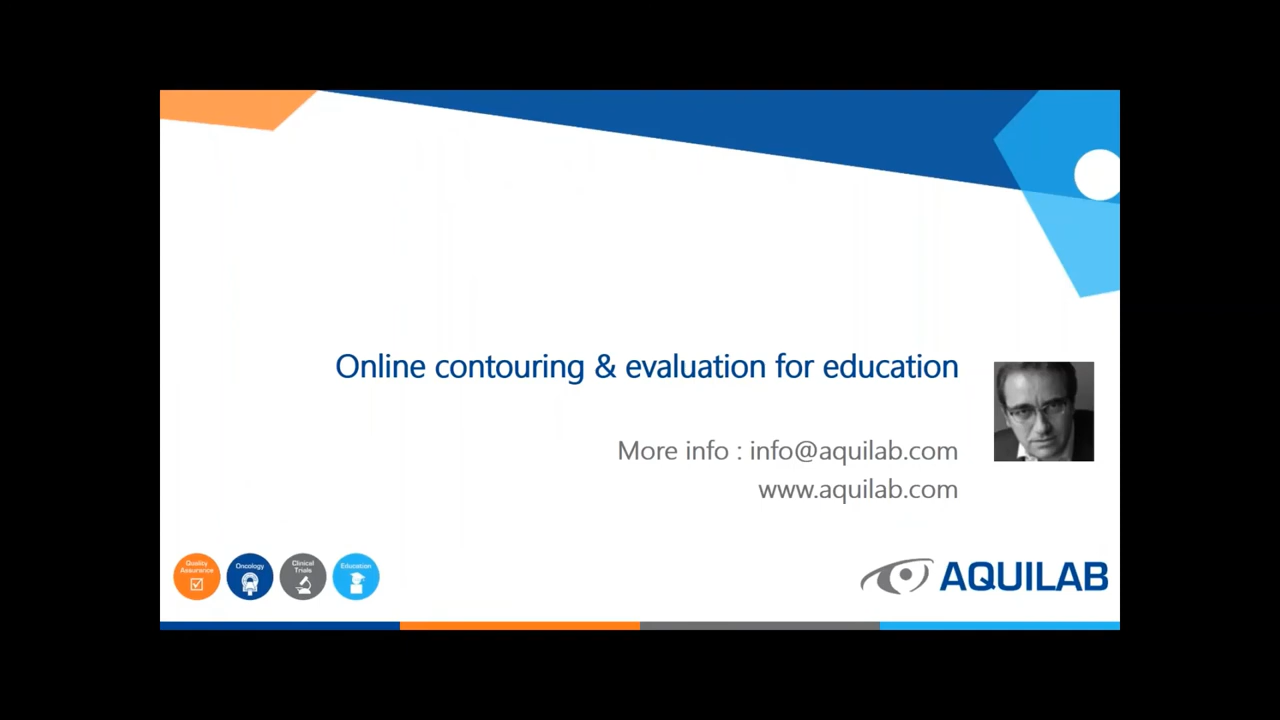 Online contouring & evaluation for education
More info : info@aquilab.com
www.aquilab.com
Quality
Assurance
Oncology
Clinical
Trials
Education
AQUILAB